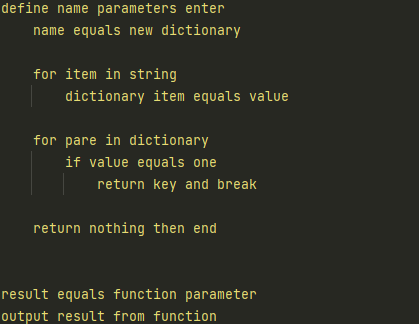 define name parameters enter
name equals new dictionary
for item in string
dictionary item equals value
for pare in dictionary
if value equals one
return key and break
return nothing then end
result equals function parameter
output result from function